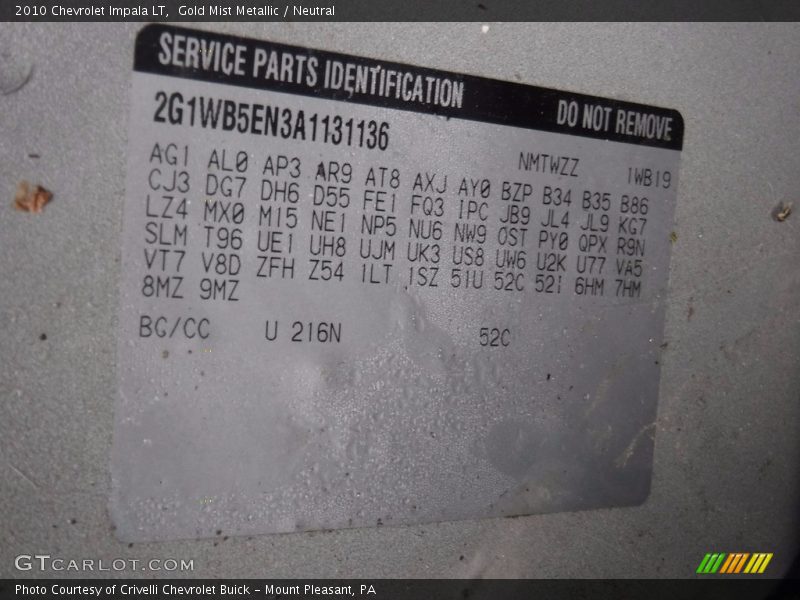 2010 Chevrolet Impala LT, Gold Mist Metallic / Neutral
SERVICE PARTS IDENTIFICATION DO NOT REMOVE
2G1WB5EN3A1131136
NMTWZZ 1WB19
AG1 AL0 AP3 AR9 AT8 AXJ AY0 BZP B34 B35 B86
CJ3 DG7 DH6 D55 FE1 FQ3 IPC JB9 JL4 JL9 KG7
LZ4 MX0 M15 NE1 NP5 NU6 NW9 OST PY0 QPX R9N
SLM T96 UE1 UH8 UJM UK3 US8 UW6 U2K U77 VA5
VT7 V8D ZFH Z54 1LT 1SZ 51U 52C 52I 6HM 7HM
8MZ 9MZ
BC/CC U 216N 52C
GTCARLOT.COM
Photo Courtesy of Crivelli Chevrolet Buick - Mount Pleasant, PA